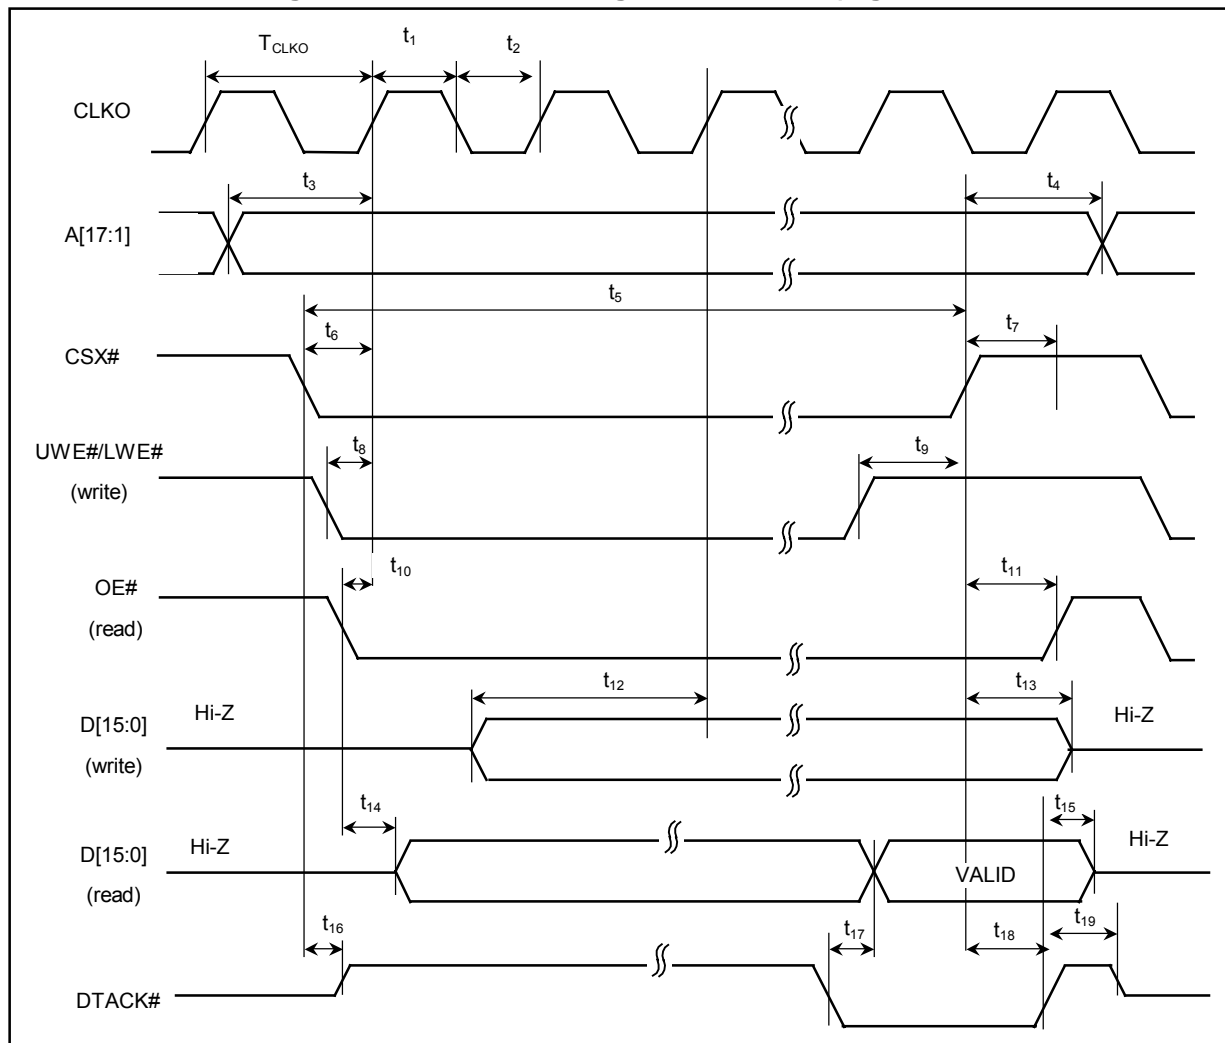 TCLKO
t1
t2
CLKO
t3
t4
A[17:1]
t5
t6
t7
CSX#
UWE#/LWE#
(write)
t8
t9
OE#
(read)
t10
t11
t12
t13
D[15:0]
(write)
Hi-Z
Hi-Z
t14
t15
D[15:0]
(read)
Hi-Z
VALID
Hi-Z
t16
t17
t18
t19
DTACK#